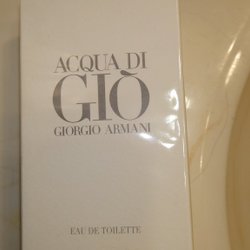 ACQUA DI
GIÒ
GIORGIO ARMANI
EAU DE TOILETTE